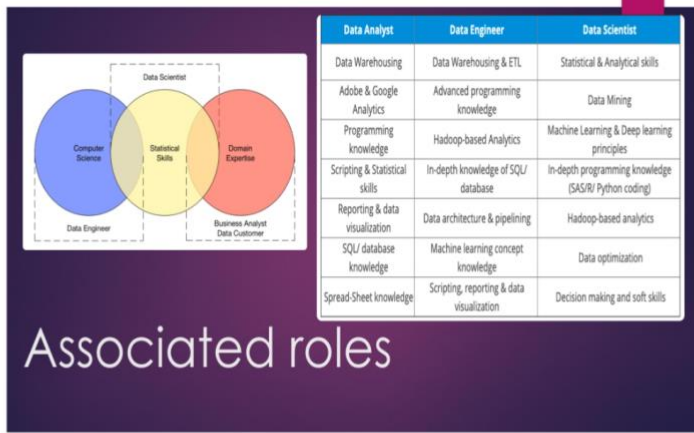 Data Scientist
Computer
Science
Statistical
Skills
Domain
Expertise
Data Engineer
Business Analyst
Data Customer
Data Analyst Data Engineer Data Scientist
Data Warehousing Data Warehousing & ETL Statistical & Analytical skills
Adobe & Google
Analytics
Advanced programming
knowledge
Data Mining
Programming
knowledge
Hadoop-based Analytics
Machine Learning & Deep learning
principles
Scripting & Statistical
skills
In-depth knowledge of SQL/
database
In-depth programming knowledge
(SAS/R/ Python coding)
Reporting & data
visualization
Data architecture & pipelining
Hadoop-based analytics
SQL/ database
knowledge
Machine learning concept
knowledge
Data optimization
Spread-Sheet knowledge
Scripting, reporting & data
visualization
Decision making and soft skills
Associated roles